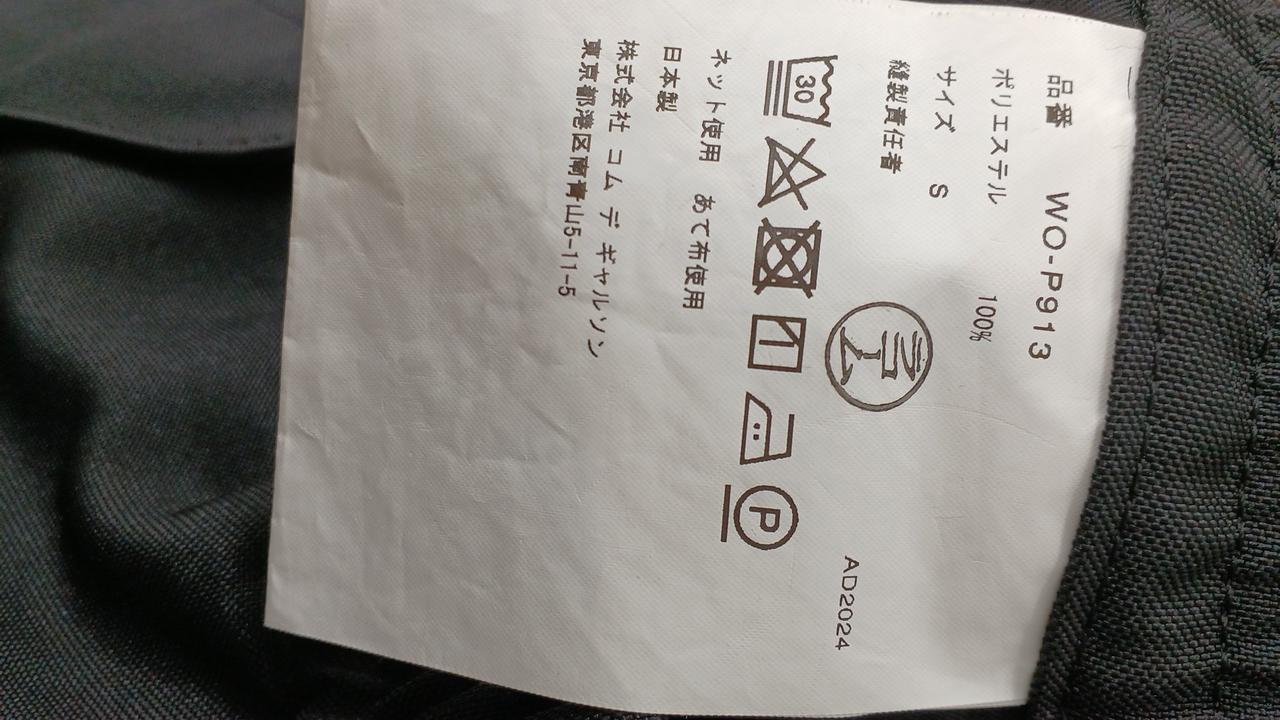 品番 WO-P913
ポリエステル 100%
サイズ S
縫製責任者
AD2024
30
P
ネット使用 あて布使用
日本製
株式会社 コム デ ギャルソン
東京都港区南青山5-11-5